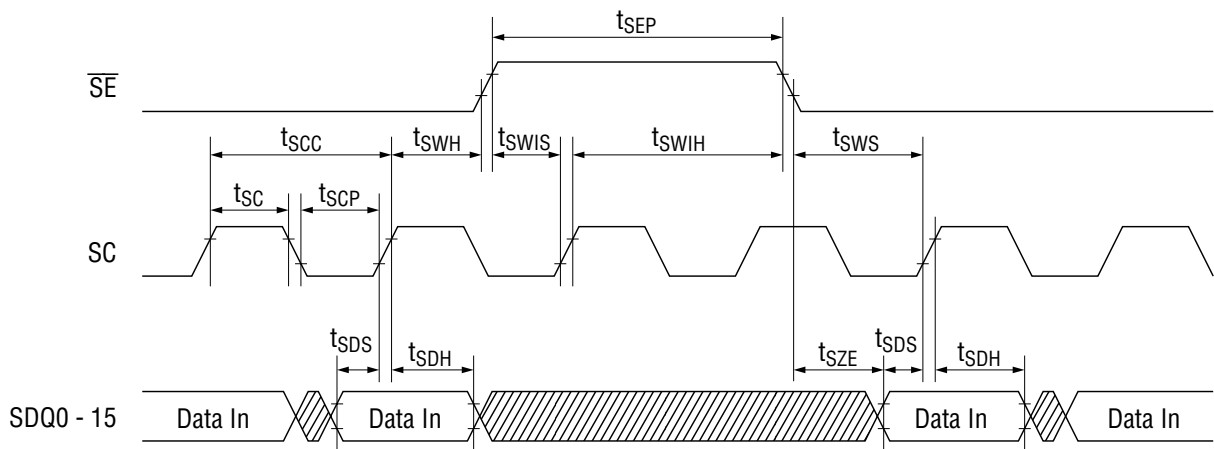 tSEP
SE
tSCC tSWH tSWIS tSWIH tSWS
tSC tSCP
SC
tSDS tSDH tSZE tSDS tSDH
SDQ0 - 15 Data In Data In Data In Data In